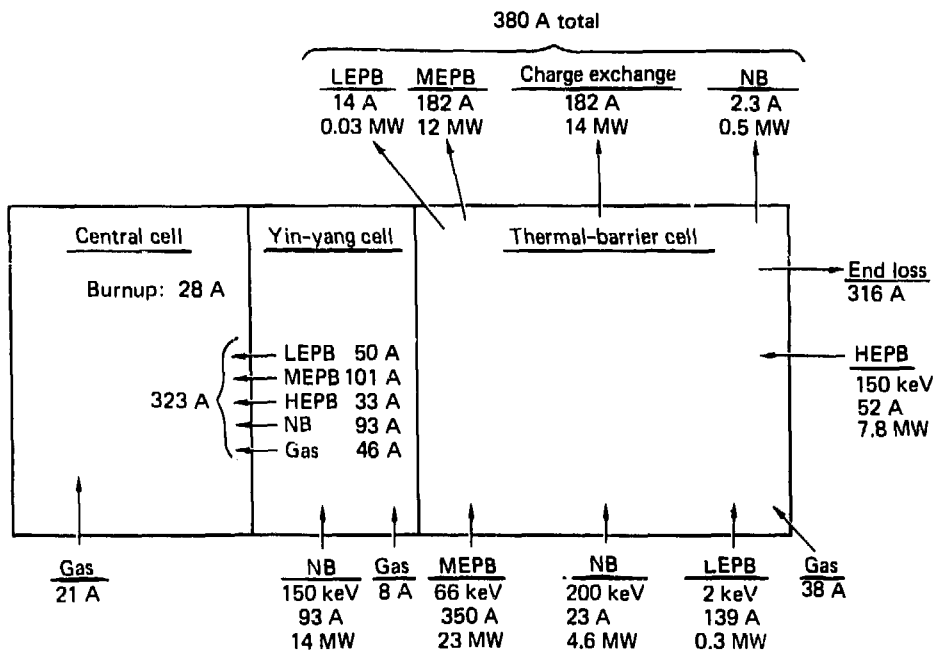 380 A total
LEPB MEPB Charge exchange NB
14 A 182 A 182 A 2.3 A
0.03 MW 12 MW 14 MW 0.5 MW
Central cell Yin-yang cell Thermal-barrier cell
Burnup: 28 A
End loss
316 A
LEPB 50 A
MEPB 101 A
323 A HEPB 33 A
NB 93 A
Gas 46 A
HEPB
150 keV
52 A
7.8 MW
Gas
21 A
NB
150 keV
93 A
14 MW
Gas
8 A
MEPB
66 keV
350 A
23 MW
NB
200 keV
23 A
4.6 MW
LEPB
2 keV
139 A
0.3 MW
Gas
38 A